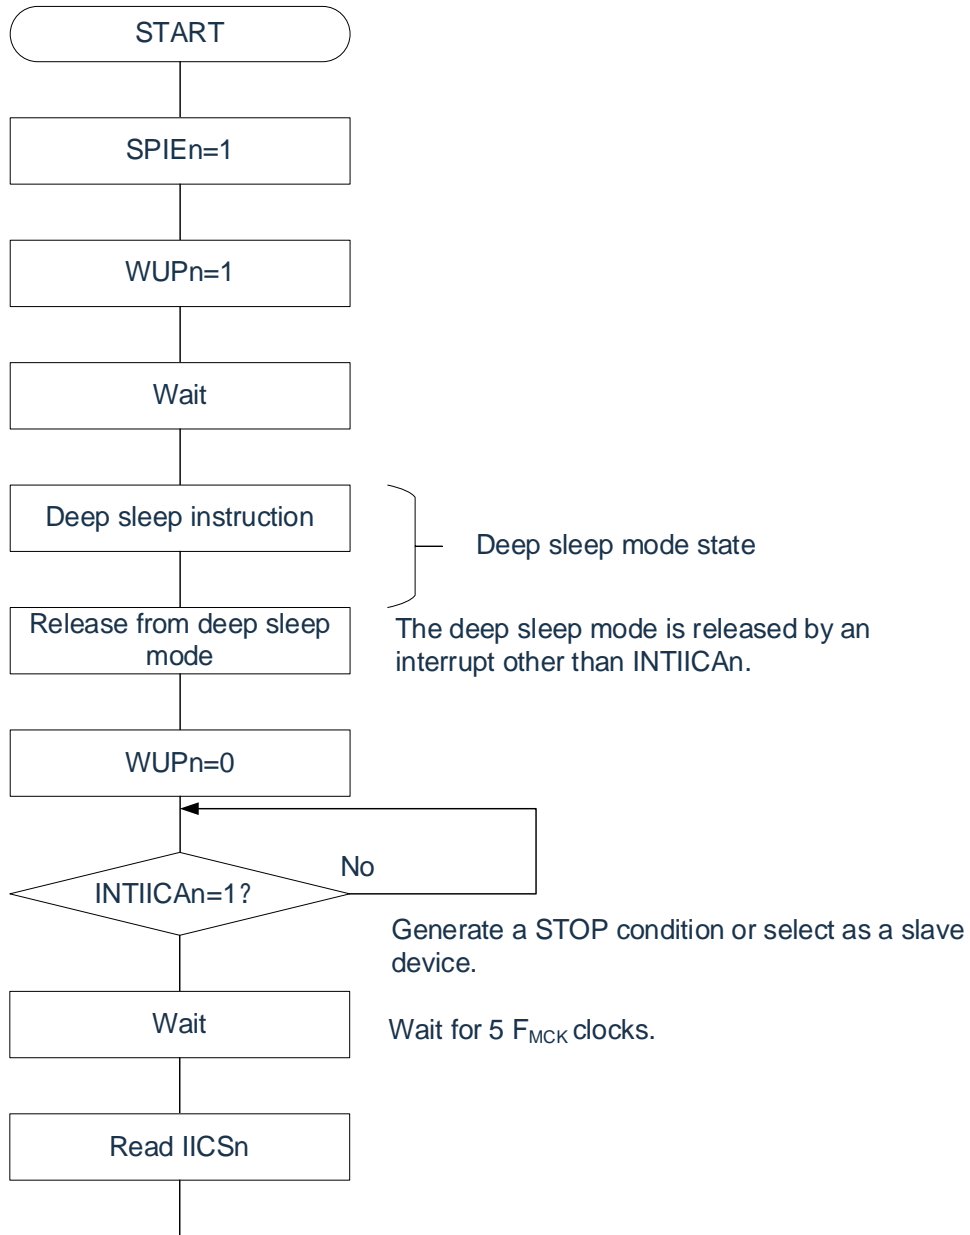 START
SPIEn=1
WUPn=1
Wait
Deep sleep instruction
Deep sleep mode state
Release from deep sleep
mode
The deep sleep mode is released by an
interrupt other than INTIICAn.
WUPn=0
No
INTIICAn=1?
Generate a STOP condition or select as a slave
device.
Wait
Wait for 5 FMCK clocks.
Read IICSn